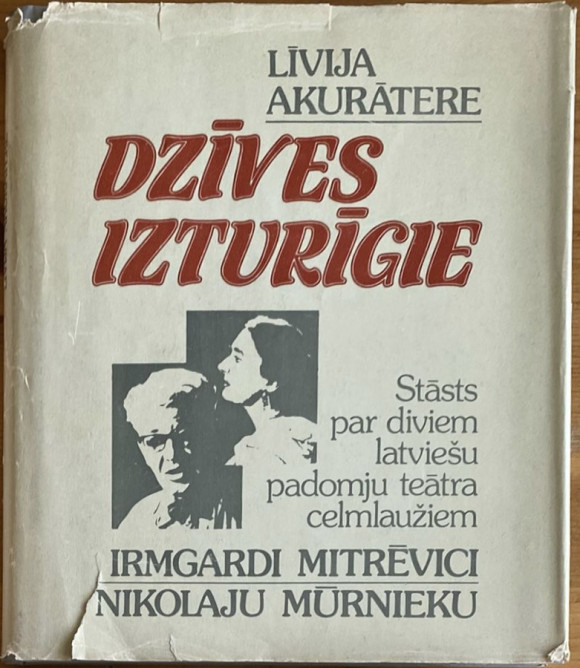 LĪVIJA
AKURĀTERE
DZĪVES
IZTURĪGIE
Stāsts
par diviem
latviešu
padomju teātra
celmlaužiem
IRMGARDI MITRĒVICI
NIKOLAJU MŪRNIEKU